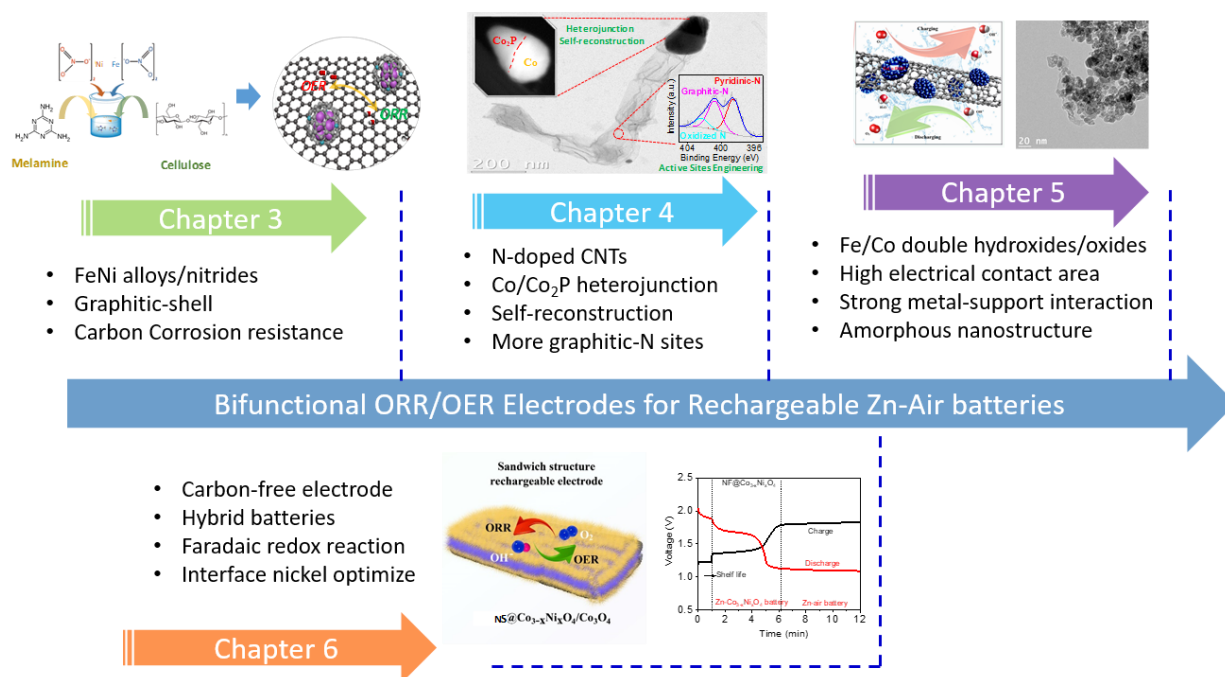 Ni Fe
Melamine
Cellulose
OER
ORR
Chapter 3
• FeNi alloys/nitrides
• Graphitic-shell
• Carbon Corrosion resistance
Co₂P
Co
Heterojunction
Self-reconstruction
Pyridinic-N
Graphitic-N
Oxidized N
Intensity (a.u.)
404 400 396
Binding Energy (eV)
Active Sites Engineering
200 nm
Chapter 4
• N-doped CNTs
• Co/Co₂P heterojunction
• Self-reconstruction
• More graphitic-N sites
Charging
Discharging
20 nm
Chapter 5
• Fe/Co double hydroxides/oxides
• High electrical contact area
• Strong metal-support interaction
• Amorphous nanostructure
Bifunctional ORR/OER Electrodes for Rechargeable Zn-Air batteries
• Carbon-free electrode
• Hybrid batteries
• Faradaic redox reaction
• Interface nickel optimize
Chapter 6
Sandwich structure
rechargeable electrode
ORR
O₂
OH⁻
OER
NS@Co₃₋ₓNiₓO₄/Co₃O₄
NF@Co₃₋ₓNiₓO₄
Voltage (V)
2.5
2.0
1.5
1.0
0.5
Charge
Discharge
Shelf life
Zn-Co₃₋ₓNiₓO₄ battery
Zn-air battery
0 2 4 6 8 10 12
Time (min)